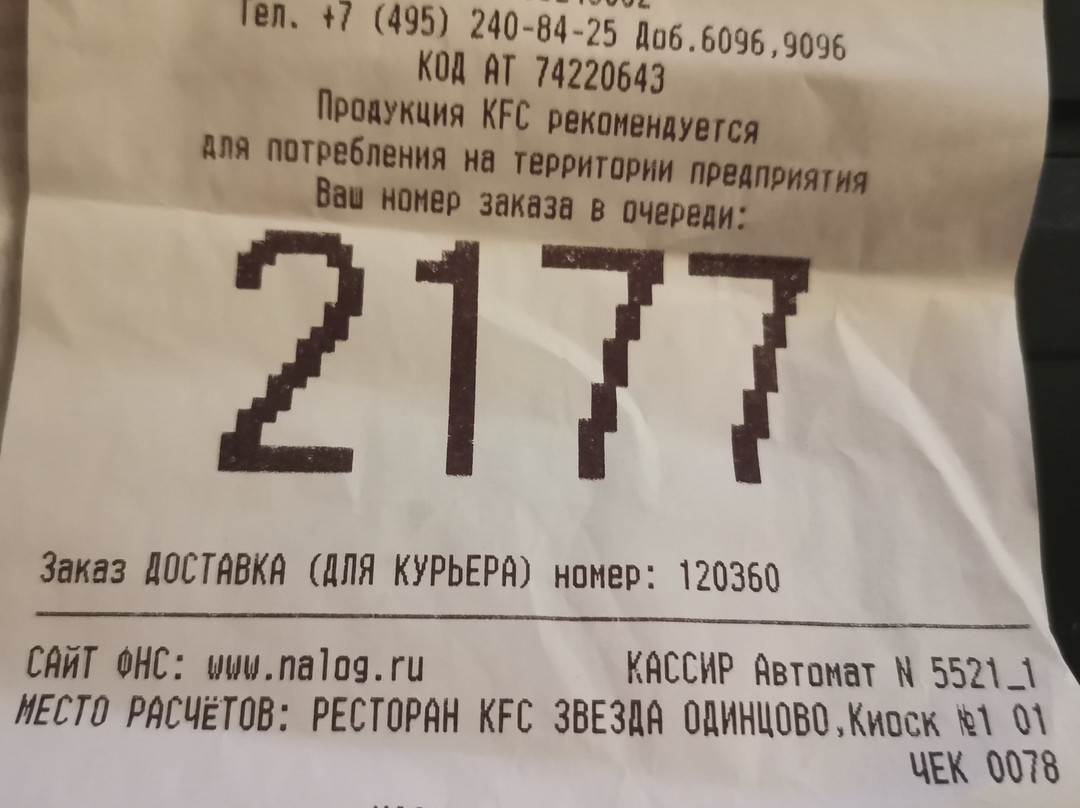 Тел. +7 (495) 240-84-25 Доб.6096,9096
КОД АТ 74220643
Продукция KFC рекомендуется
для потребления на территории предприятия
Ваш номер заказа в очереди:
2177
Заказ ДОСТАВКА (ДЛЯ КУРЬЕРА) номер: 120360
САЙТ ФНС: www.nalog.ru КАССИР Автомат N 5521_1
МЕСТО РАСЧЁТОВ: РЕСТОРАН KFC ЗВЕЗДА ОДИНЦОВО,Киоск №1 01
ЧЕК 0078